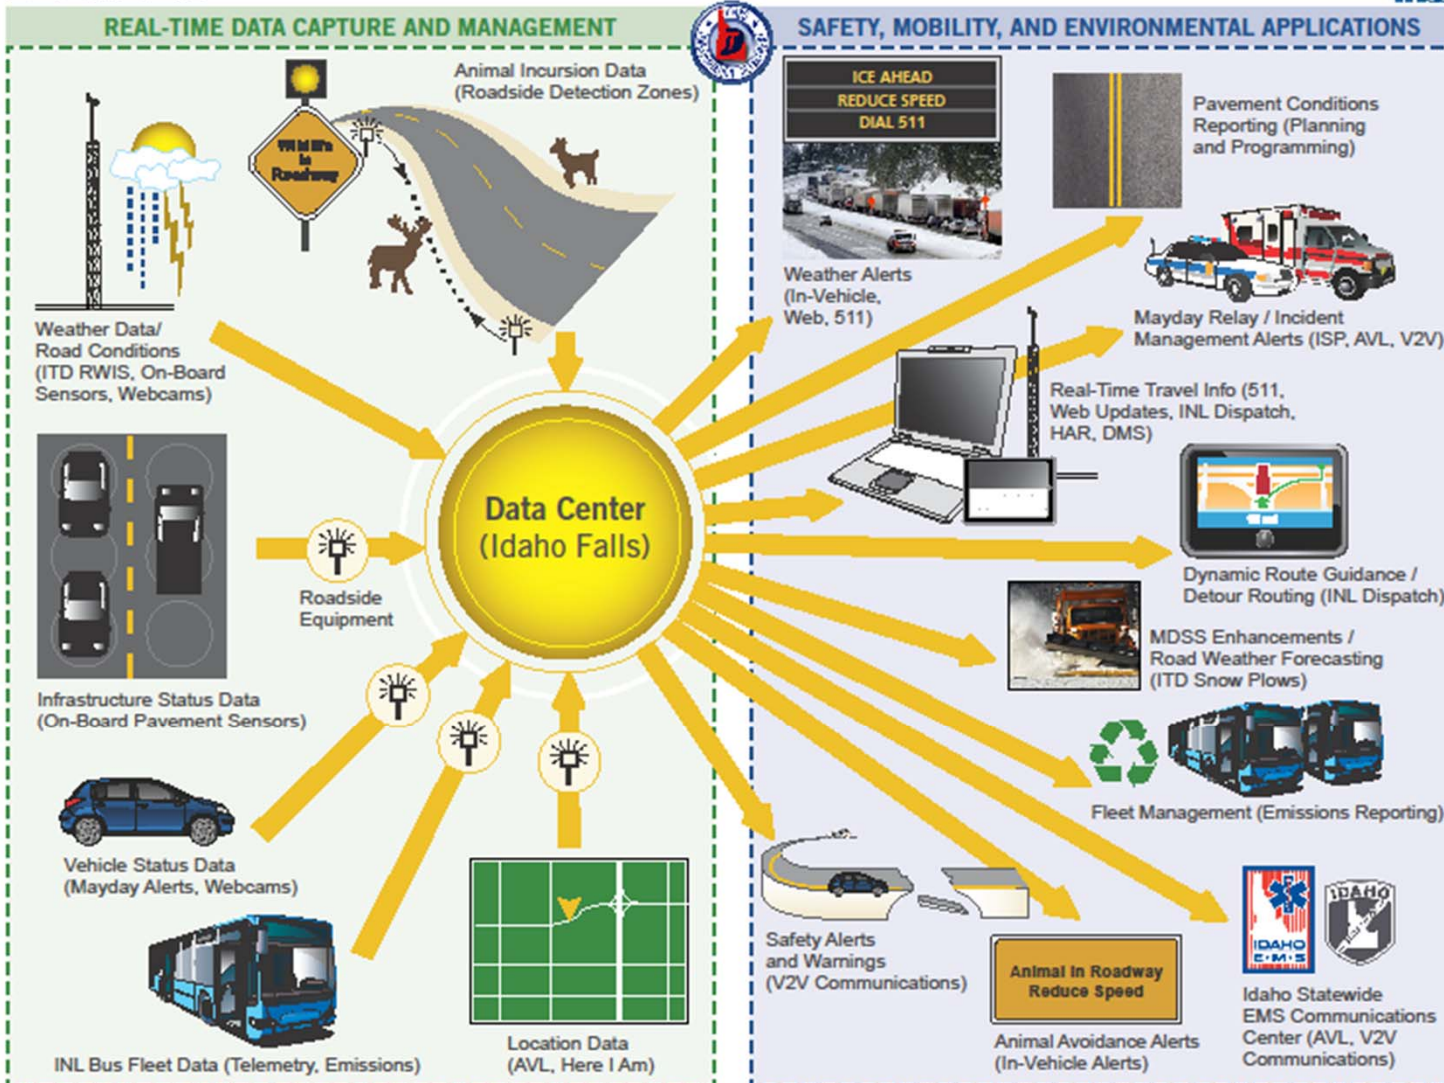 REAL-TIME DATA CAPTURE AND MANAGEMENT
SAFETY, MOBILITY, AND ENVIRONMENTAL APPLICATIONS
Animal Incursion Data
(Roadside Detection Zones)
Wildlife
in
Roadway
Weather Data/
Road Conditions
(ITD RWIS, On-Board
Sensors, Webcams)
Roadside
Equipment
Infrastructure Status Data
(On-Board Pavement Sensors)
Vehicle Status Data
(Mayday Alerts, Webcams)
INL Bus Fleet Data (Telemetry, Emissions)
Location Data
(AVL, Here I Am)
Data Center
(Idaho Falls)
ICE AHEAD
REDUCE SPEED
DIAL 511
Weather Alerts
(In-Vehicle,
Web, 511)
Pavement Conditions
Reporting (Planning
and Programming)
Mayday Relay / Incident
Management Alerts (ISP, AVL, V2V)
Real-Time Travel Info (511,
Web Updates, INL Dispatch,
HAR, DMS)
Dynamic Route Guidance /
Detour Routing (INL Dispatch)
MDSS Enhancements /
Road Weather Forecasting
(ITD Snow Plows)
Fleet Management (Emissions Reporting)
Safety Alerts
and Warnings
(V2V Communications)
Animal in Roadway
Reduce Speed
Animal Avoidance Alerts
(In-Vehicle Alerts)
IDAHO
E·M·S
IDAHO
Idaho Statewide
EMS Communications
Center (AVL, V2V
Communications)